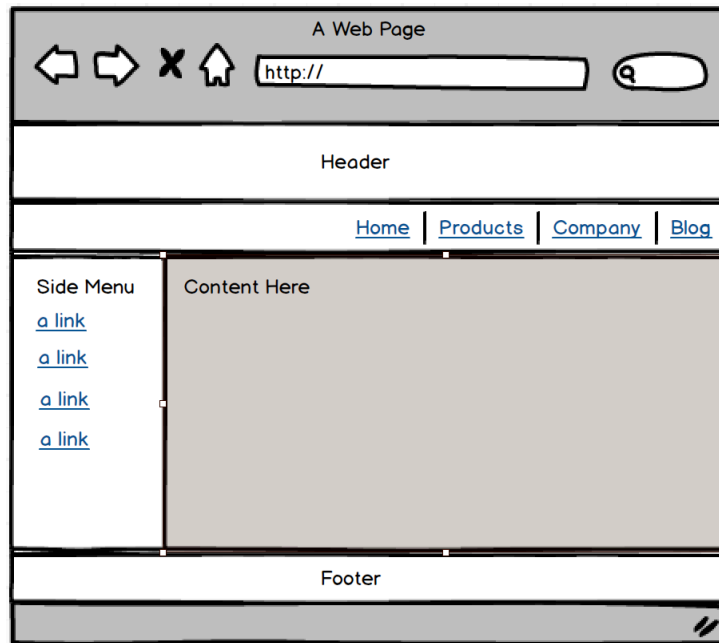 A Web Page
http://
Header
Home Products Company Blog
Side Menu
a link
a link
a link
a link
Content Here
Footer